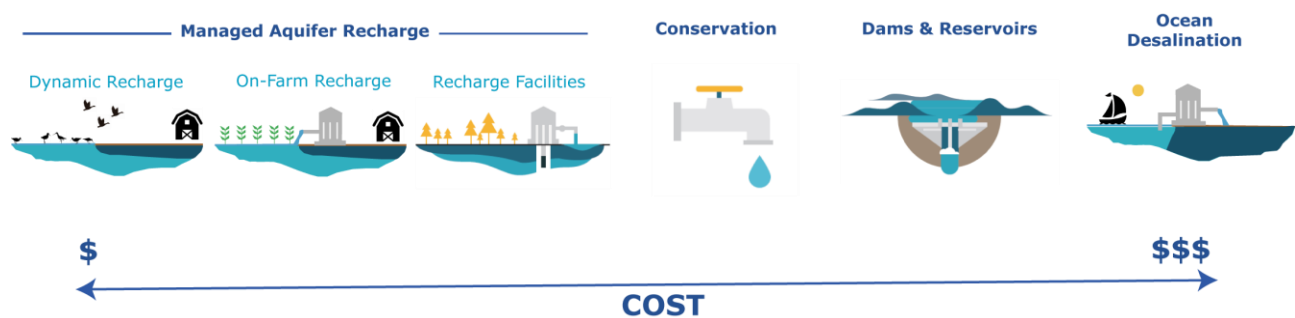 Managed Aquifer Recharge
Conservation
Dams & Reservoirs
Ocean
Desalination
Dynamic Recharge
On-Farm Recharge
Recharge Facilities
$
$$$
COST